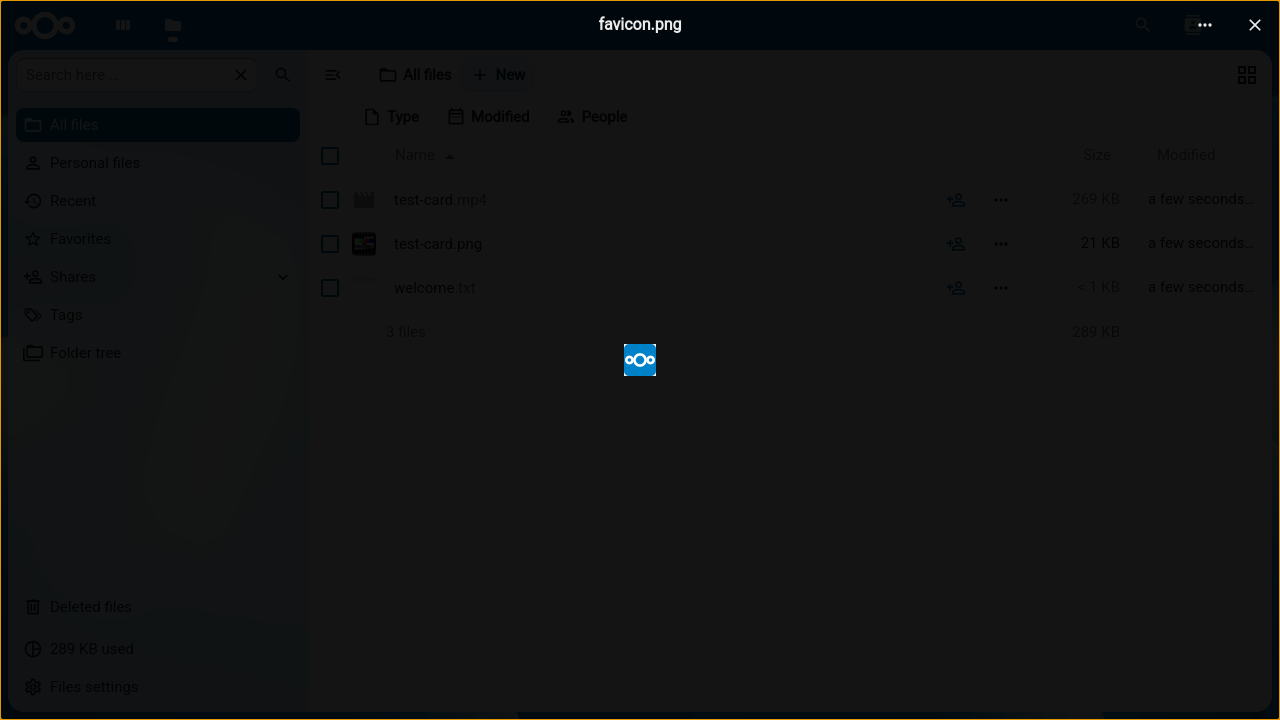 favicon.png
Search here …
All files
New
Type
Modified
People
All files
Personal files
Recent
Favorites
Shares
Tags
Folder tree
Name
Size
Modified
test-card.mp4
269 KB
a few seconds…
test-card.png
21 KB
a few seconds…
welcome.txt
< 1 KB
a few seconds…
3 files
289 KB
Deleted files
289 KB used
Files settings